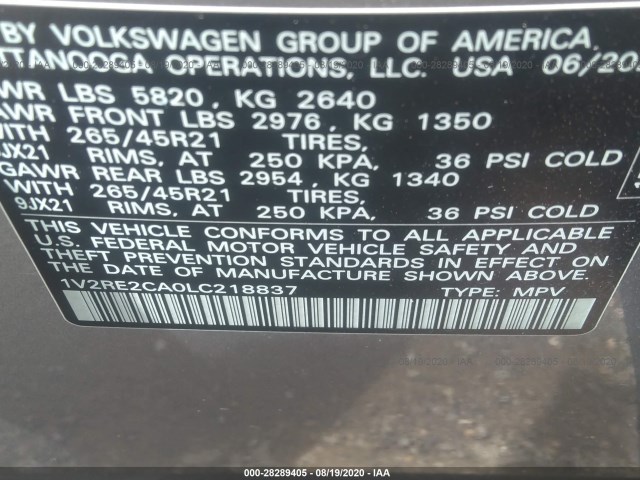 BY VOLKSWAGEN GROUP OF AMERICA,
TTANOOGA OPERATIONS, LLC. USA 06/20
WR LBS 5820, KG 2640
AWR FRONT LBS 2976, KG 1350
WITH 265/45R21 TIRES,
JX21 RIMS, AT 250 KPA, 36 PSI COLD
GAWR REAR LBS 2954, KG 1340
WITH 265/45R21 TIRES,
9JX21 RIMS, AT 250 KPA, 36 PSI COLD
THIS VEHICLE CONFORMS TO ALL APPLICABLE
U.S. FEDERAL MOTOR VEHICLE SAFETY AND
THEFT PREVENTION STANDARDS IN EFFECT ON
THE DATE OF MANUFACTURE SHOWN ABOVE.
1V2RE2CA0LC218837 TYPE: MPV
000-28289405 - 08/19/2020 - IAA